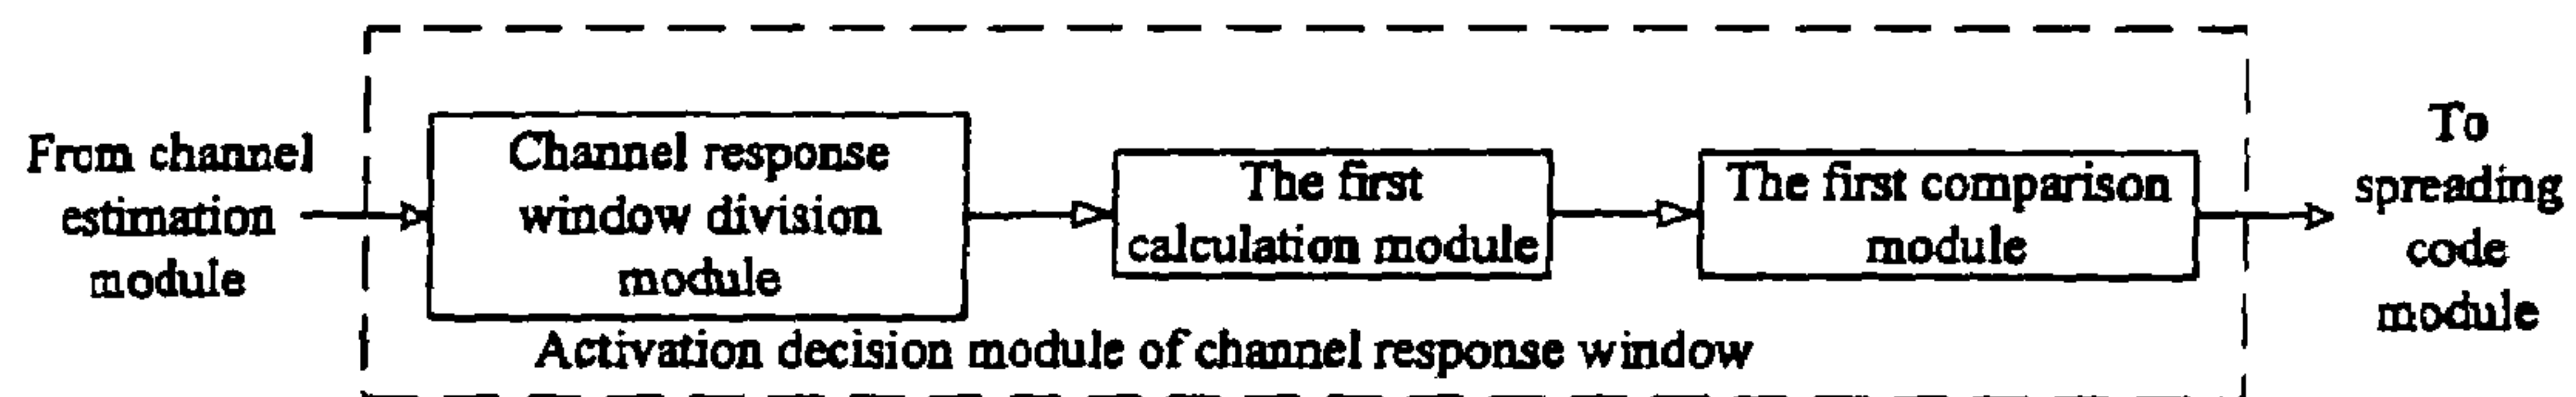 From channel
estimation
module
Channel response
window division
module
The first
calculation module
The first comparison
module
To
spreading
code
module
Activation decision module of channel response window